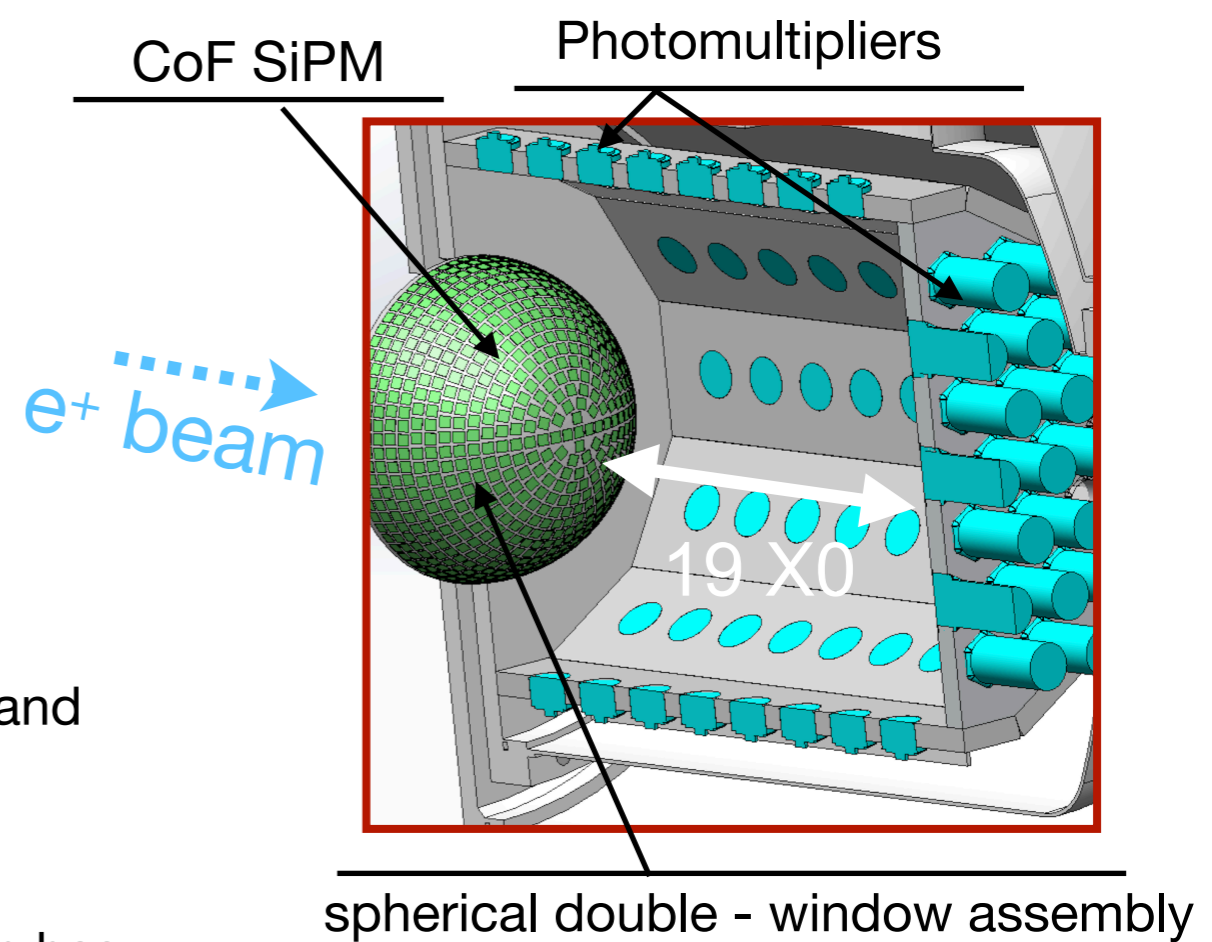 CoF SiPM
Photomultipliers
e+ beam
19 X0
and
spherical double - window assembly